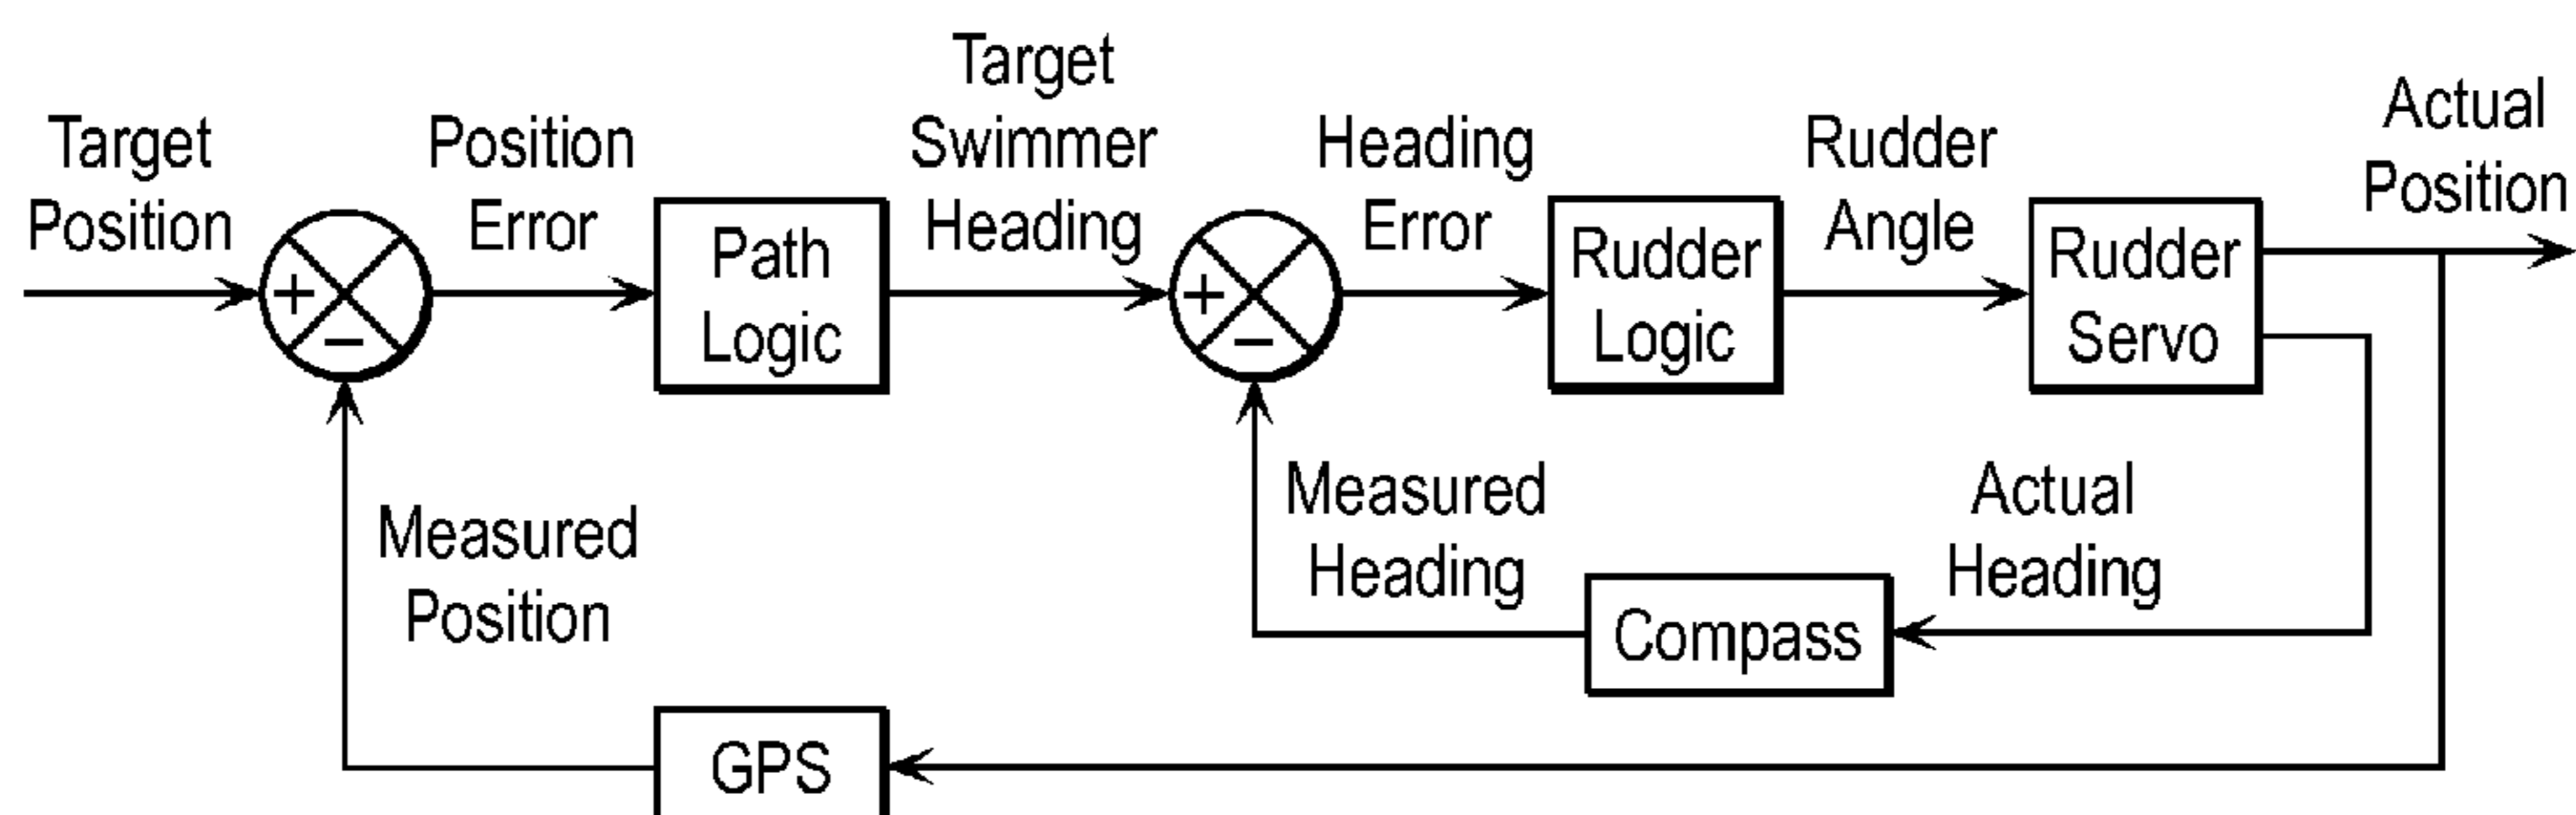 Target
Position
+
−
Position
Error
Path
Logic
Target
Swimmer
Heading
+
−
Heading
Error
Rudder
Logic
Rudder
Angle
Rudder
Servo
Actual
Position
Measured
Position
Measured
Heading
Compass
Actual
Heading
GPS